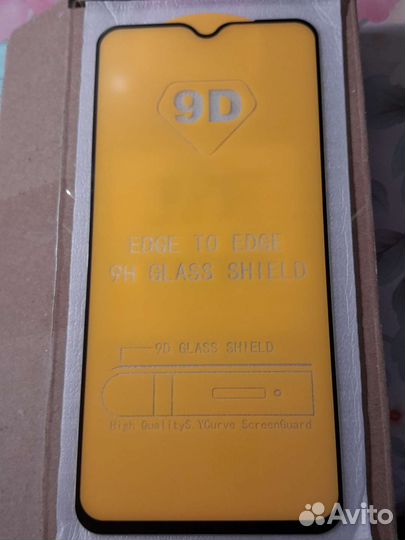 9D
EDGE TO EDGE
9H GLASS SHIELD
9D GLASS SHIELD
High QualityS.YCurve ScreenGuard
Avito